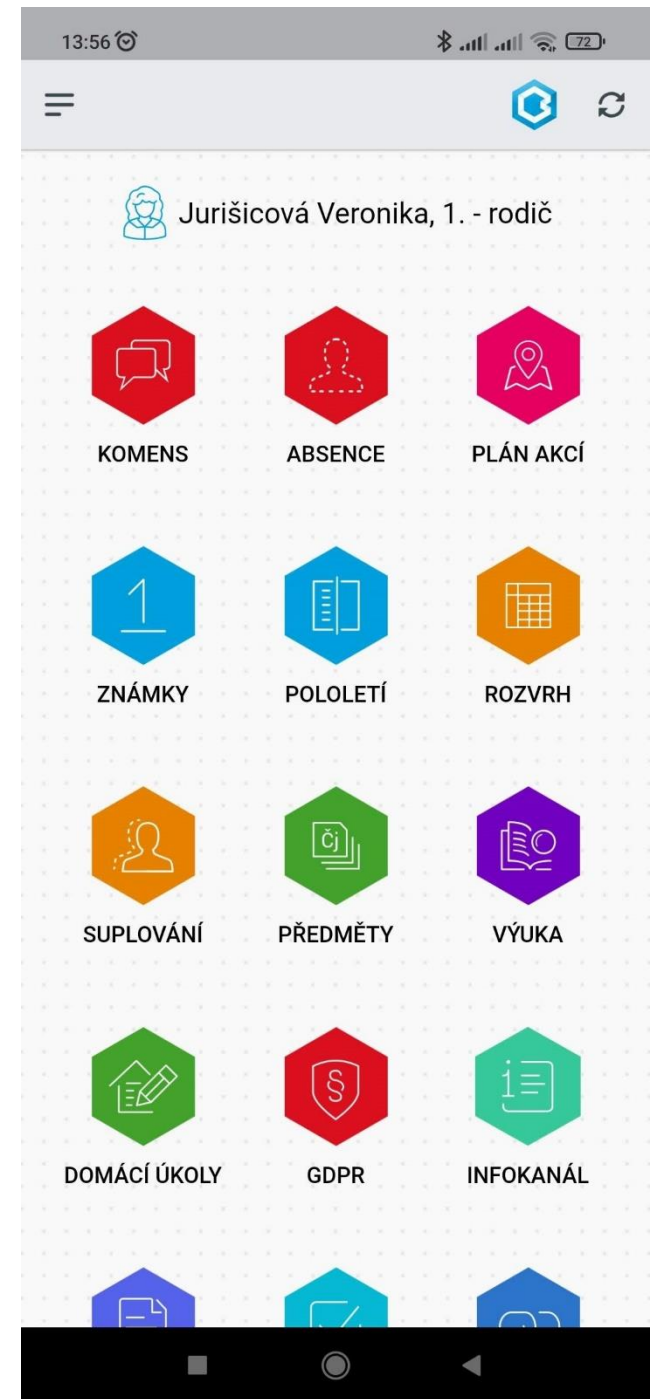 13:56
72
Jurišicová Veronika, 1. - rodič
KOMENS ABSENCE PLÁN AKCÍ
1
ZNÁMKY POLOLETÍ ROZVRH
Čj
SUPLOVÁNÍ PŘEDMĚTY VÝUKA
§ i
DOMÁCÍ ÚKOLY GDPR INFOKANÁL